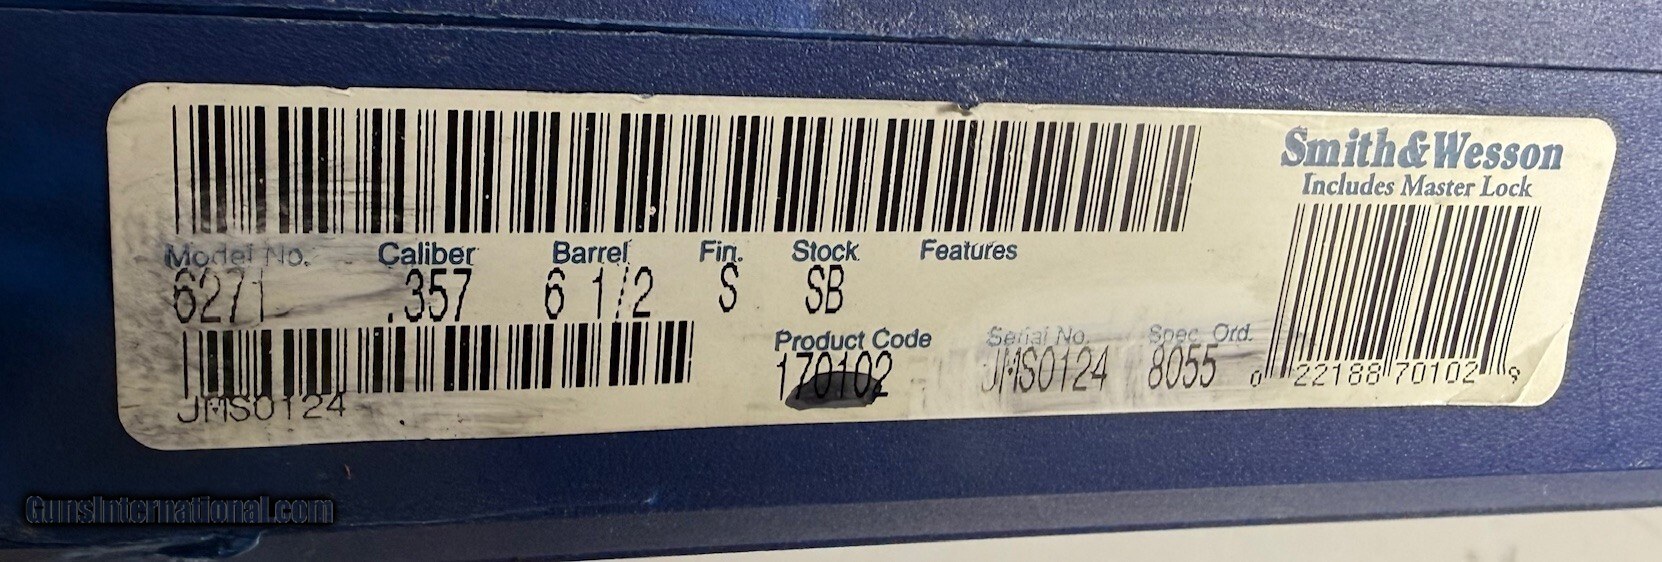 Smith&Wesson
Includes Master Lock
Model No. Caliber Barrel Fin. Stock Features
6271 .357 6 1/2 S SB
Product Code Serial No. Spec. Ord.
170102 JMS0124 8055
JMS0124
0 22188 70102 9
GunsInternational.com